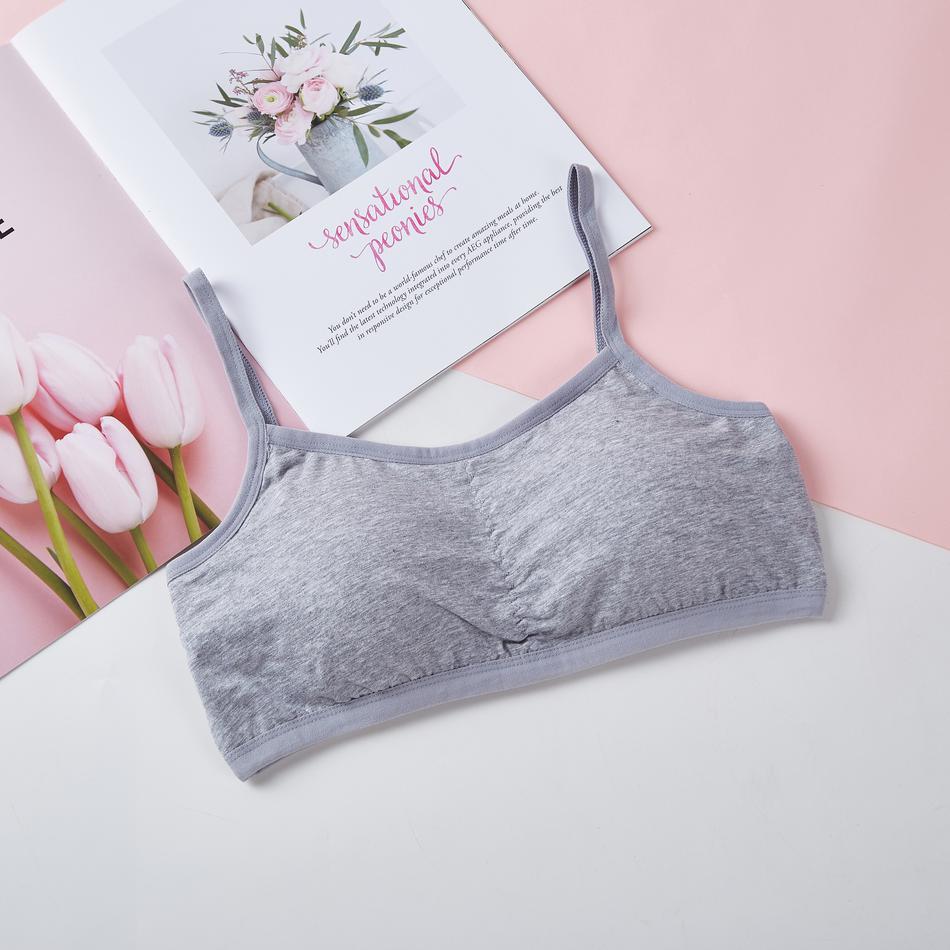 E
sensational
peonies
You don't need to be a world-famous chef to create amazing meals at home.
You'll find the latest technology integrated into every AEG appliance, providing the best
in responsive design for exceptional performance time after time.